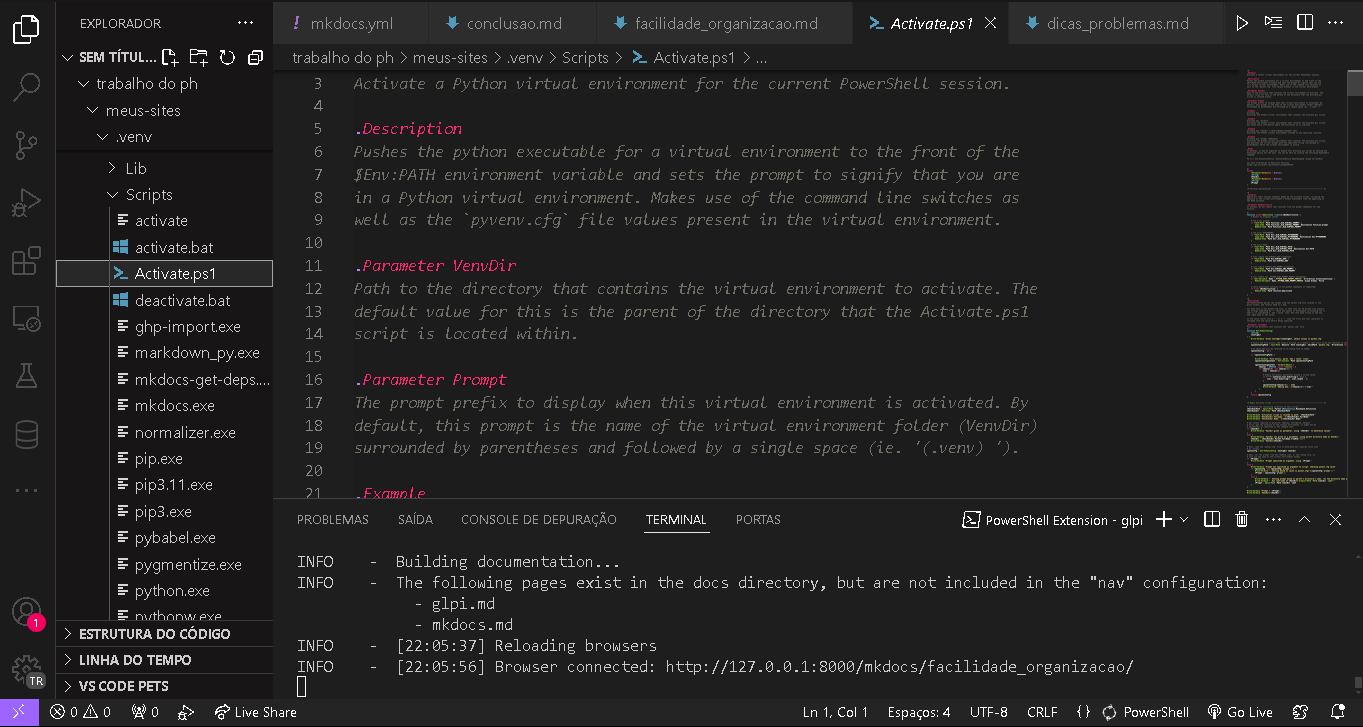 EXPLORADOR
mkdocs.yml
conclusao.md
facilidade_organizacao.md
Activate.ps1
dicas_problemas.md
SEM TÍTUL...
trabalho do ph > meus-sites > .venv > Scripts > Activate.ps1 > ...
trabalho do ph
meus-sites
.venv
Lib
Scripts
activate
activate.bat
Activate.ps1
deactivate.bat
ghp-import.exe
markdown_py.exe
mkdocs-get-deps....
mkdocs.exe
normalizer.exe
pip.exe
pip3.11.exe
pip3.exe
pybabel.exe
pygmentize.exe
python.exe
pythonw.exe
ESTRUTURA DO CÓDIGO
LINHA DO TEMPO
VS CODE PETS
3 Activate a Python virtual environment for the current PowerShell session.
4
5 .Description
6 Pushes the python executable for a virtual environment to the front of the
7 $Env:PATH environment variable and sets the prompt to signify that you are
8 in a Python virtual environment. Makes use of the command line switches as
9 well as the `pyvenv.cfg` file values present in the virtual environment.
10
11 .Parameter VenvDir
12 Path to the directory that contains the virtual environment to activate. The
13 default value for this is the parent of the directory that the Activate.ps1
14 script is located within.
15
16 .Parameter Prompt
17 The prompt prefix to display when this virtual environment is activated. By
18 default, this prompt is the name of the virtual environment folder (VenvDir)
19 surrounded by parentheses and followed by a single space (ie. '(.venv) ').
20
21 .Example
PROBLEMAS SAÍDA CONSOLE DE DEPURAÇÃO TERMINAL PORTAS
PowerShell Extension - glpi
INFO - Building documentation...
INFO - The following pages exist in the docs directory, but are not included in the "nav" configuration:
- glpi.md
- mkdocs.md
INFO - [22:05:37] Reloading browsers
INFO - [22:05:56] Browser connected: http://127.0.0.1:8000/mkdocs/facilidade_organizacao/
1
TR
0 0 0 Live Share
Ln 1, Col 1 Espaços: 4 UTF-8 CRLF {} PowerShell Go Live